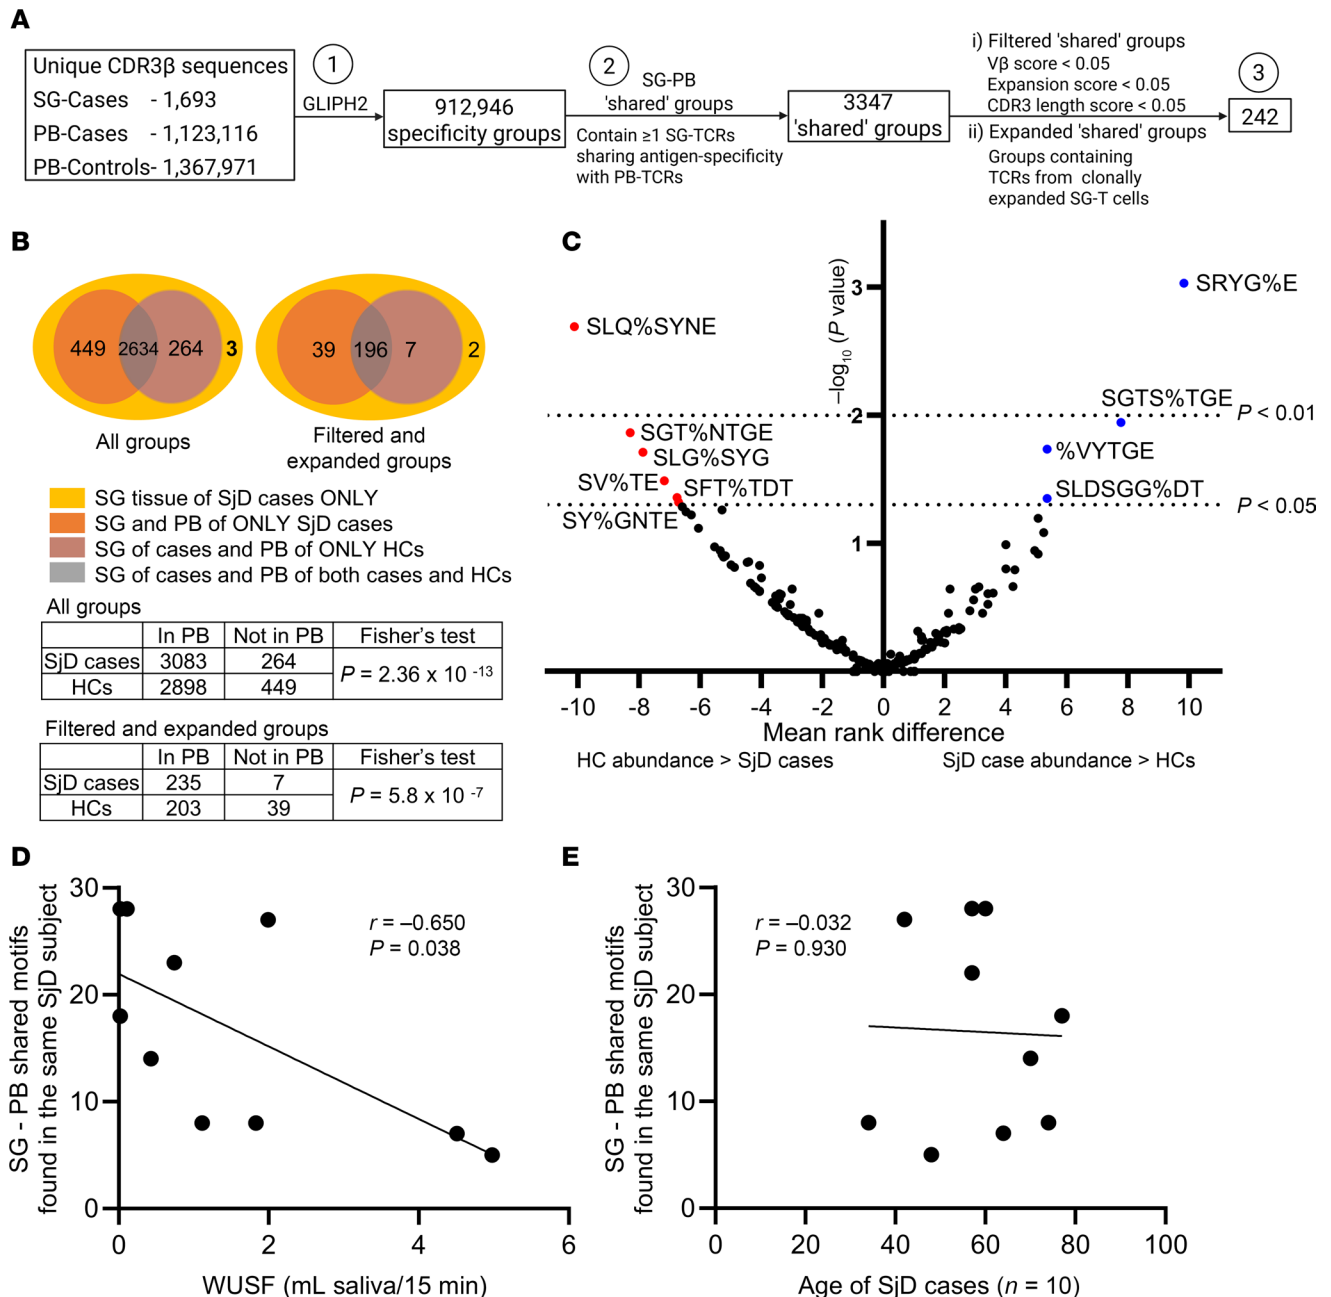 A
Unique CDR3β sequences
SG-Cases - 1,693
PB-Cases - 1,123,116
PB-Controls- 1,367,971
1
GLIPH2
912,946
specificity groups
2
SG-PB
'shared' groups
Contain ≥1 SG-TCRs
sharing antigen-specificity
with PB-TCRs
3347
'shared' groups
i) Filtered 'shared' groups
Vβ score < 0.05
Expansion score < 0.05
CDR3 length score < 0.05
ii) Expanded 'shared' groups
Groups containing
TCRs from clonally
expanded SG-T cells
3
242
B
449 2634 264 3
All groups
39 196 7 2
Filtered and
expanded groups
SG tissue of SjD cases ONLY
SG and PB of ONLY SjD cases
SG of cases and PB of ONLY HCs
SG of cases and PB of both cases and HCs
All groups
In PB Not in PB Fisher's test
SjD cases 3083 264 P = 2.36 x 10 -13
HCs 2898 449
Filtered and expanded groups
In PB Not in PB Fisher's test
SjD cases 235 7 P = 5.8 x 10 -7
HCs 203 39
C
–log10 (P value)
3
2
1
SRYG%E
SLQ%SYNE
SGTS%TGE
P < 0.01
SGT%NTGE
%VYTGE
SLG%SYG
SV%TE
SFT%TDT
SLDSGG%DT
P < 0.05
SY%GNTE
-10 -8 -6 -4 -2 0 2 4 6 8 10
Mean rank difference
HC abundance > SjD cases
SjD case abundance > HCs
D
SG - PB shared motifs
found in the same SjD subject
30
20
10
0
r = –0.650
P = 0.038
0 2 4 6
WUSF (mL saliva/15 min)
E
SG - PB shared motifs
found in the same SjD subject
30
20
10
0
r = –0.032
P = 0.930
0 20 40 60 80 100
Age of SjD cases (n = 10)